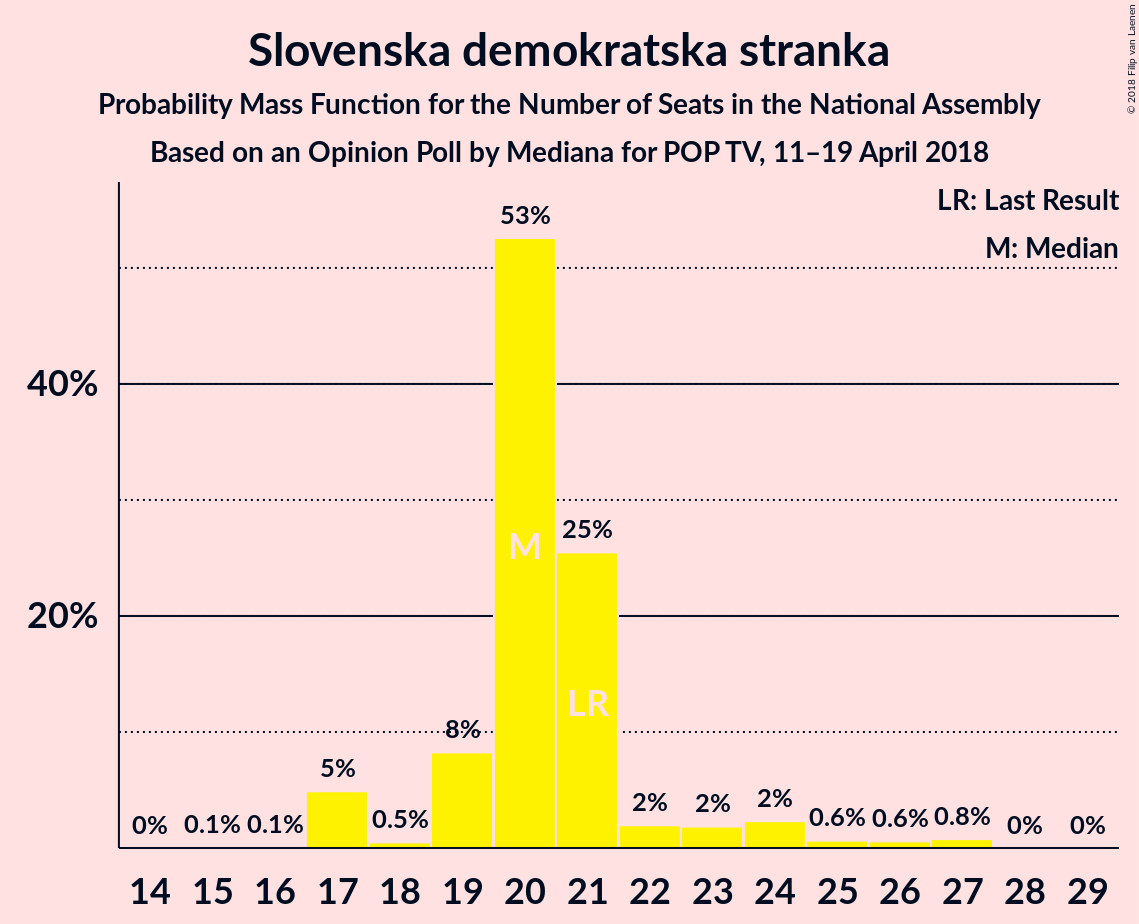 Slovenska demokratska stranka
Probability Mass Function for the Number of Seats in the National Assembly
Based on an Opinion Poll by Mediana for POP TV, 11–19 April 2018
© 2018 Filip van Laenen
LR: Last Result
M: Median
40%
20%
0%
0.1%
0.1%
5%
0.5%
8%
53%
25%
2%
2%
2%
0.6%
0.6%
0.8%
0%
0%
M
LR
14 15 16 17 18 19 20 21 22 23 24 25 26 27 28 29